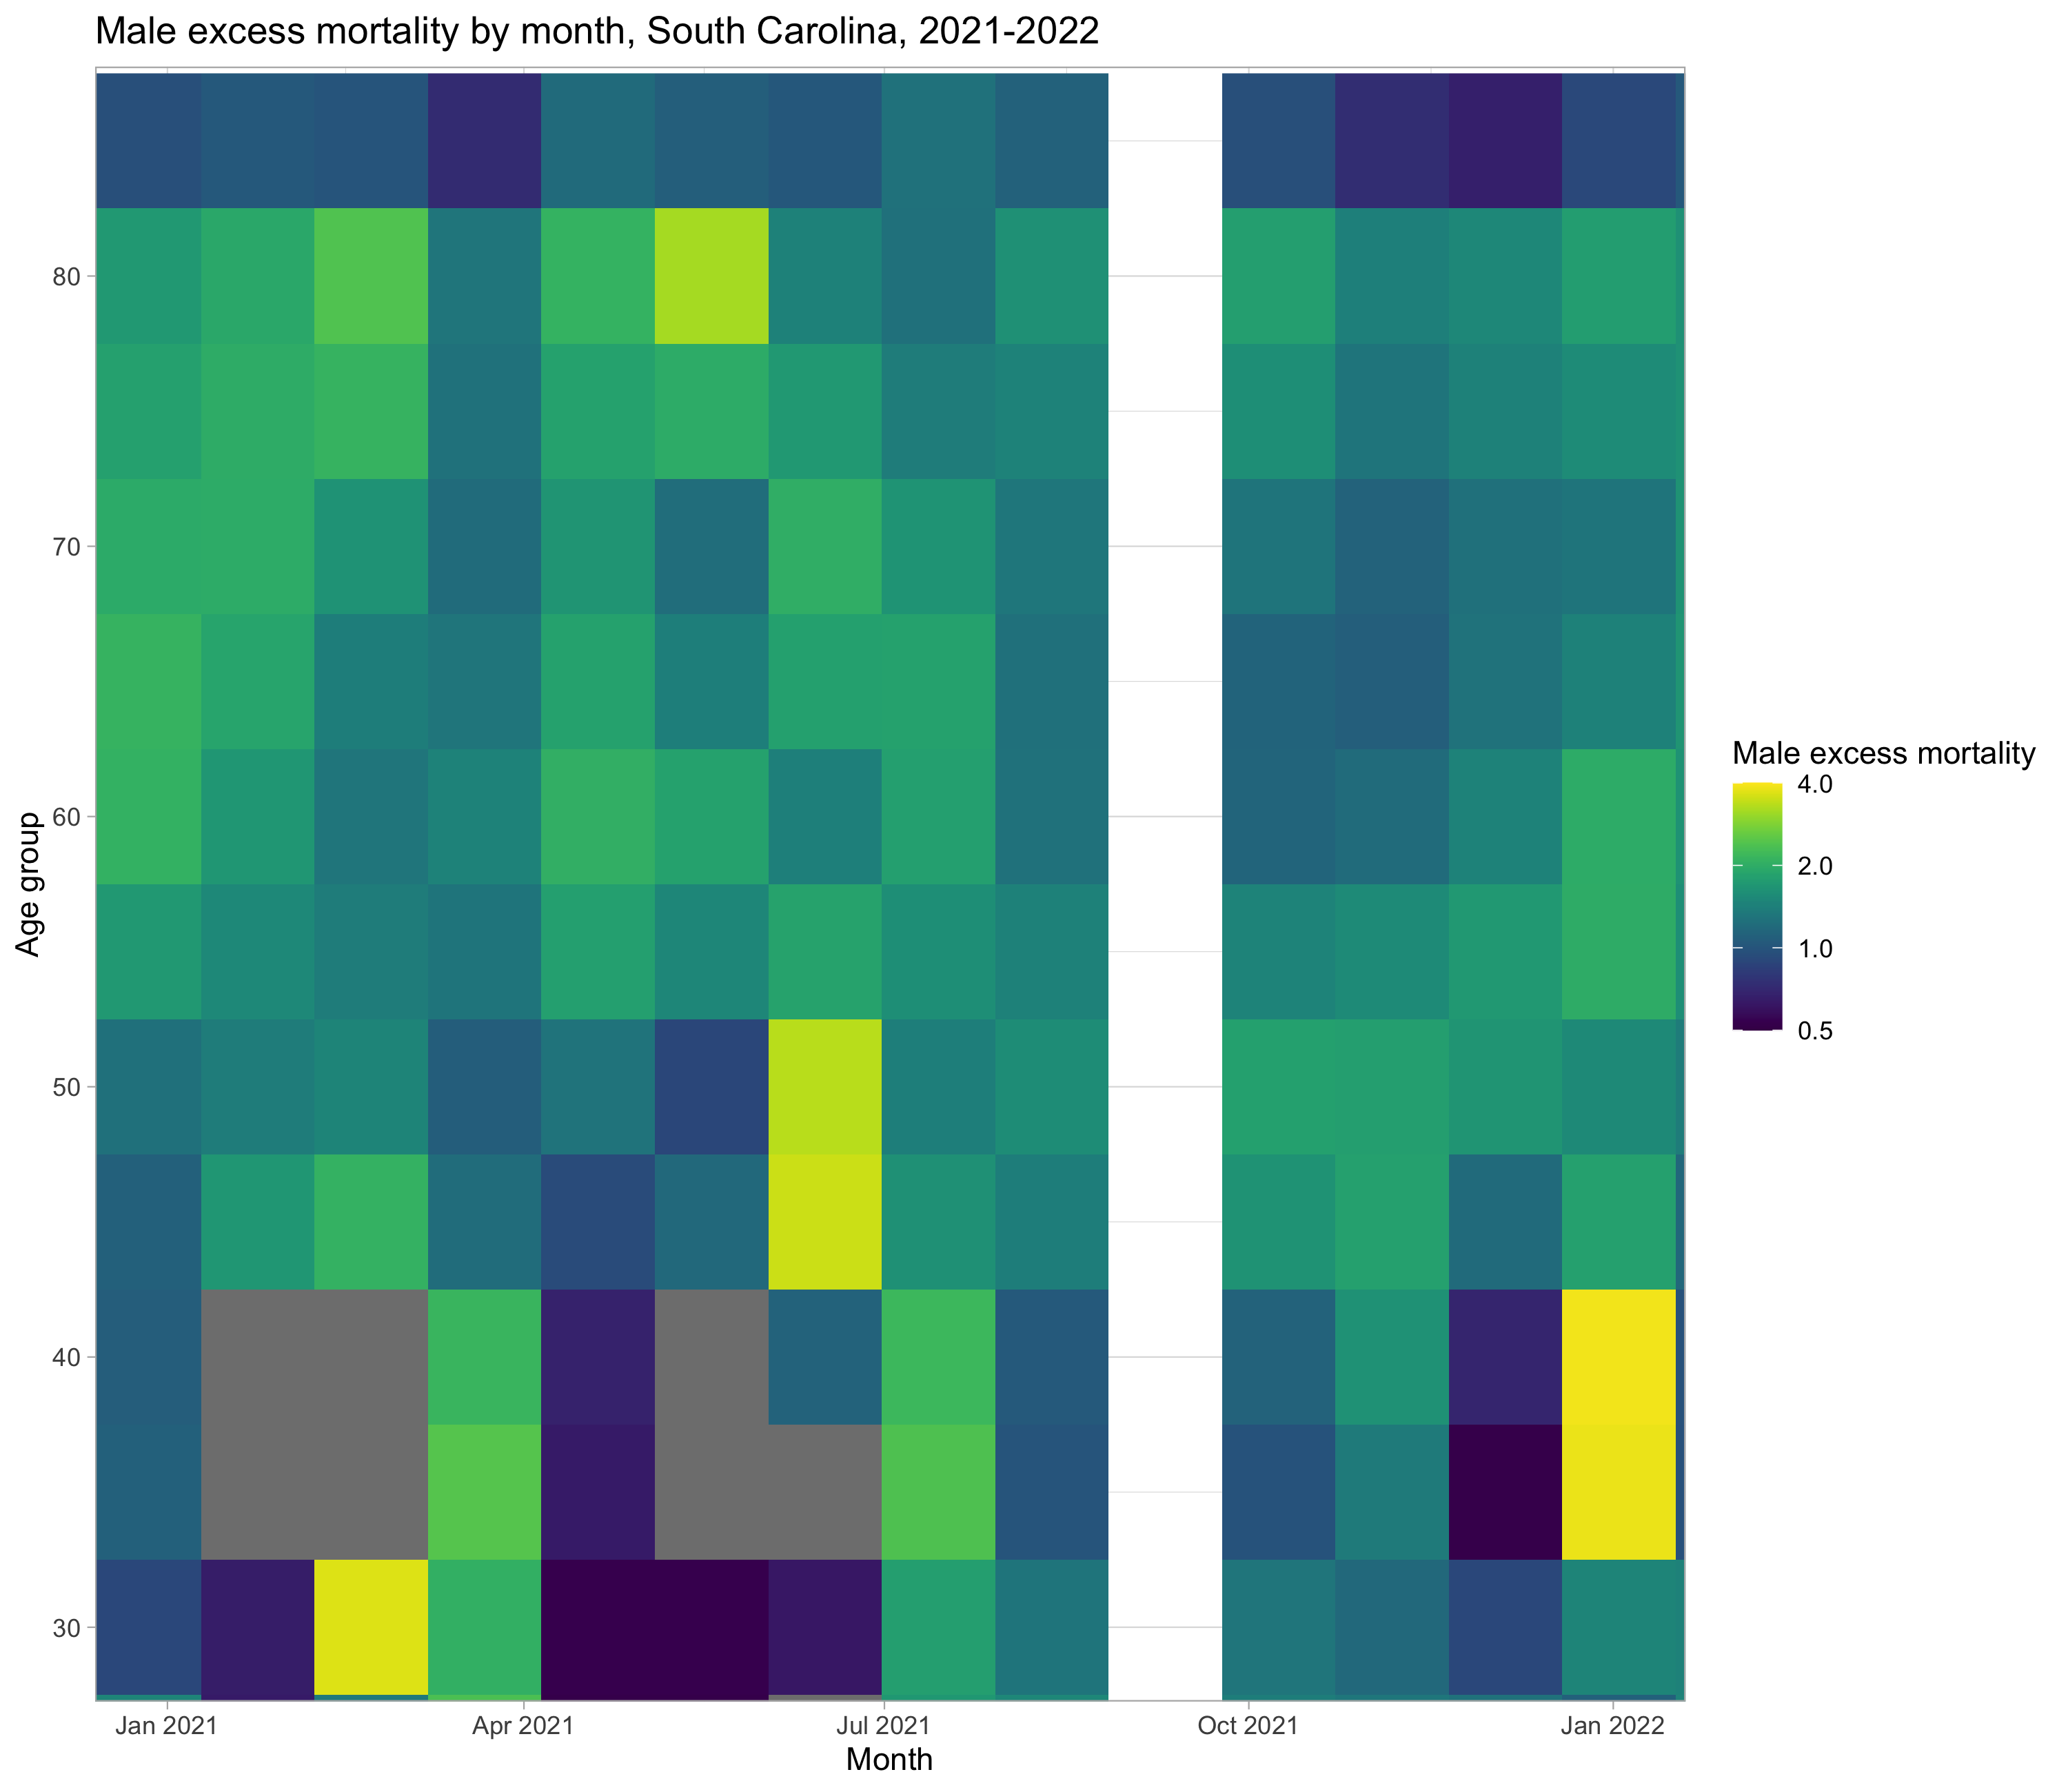 Male excess mortality by month, South Carolina, 2021-2022
80
70
60
50
40
30
Age group
Jan 2021
Apr 2021
Jul 2021
Oct 2021
Jan 2022
Month
Male excess mortality
4.0
2.0
1.0
0.5